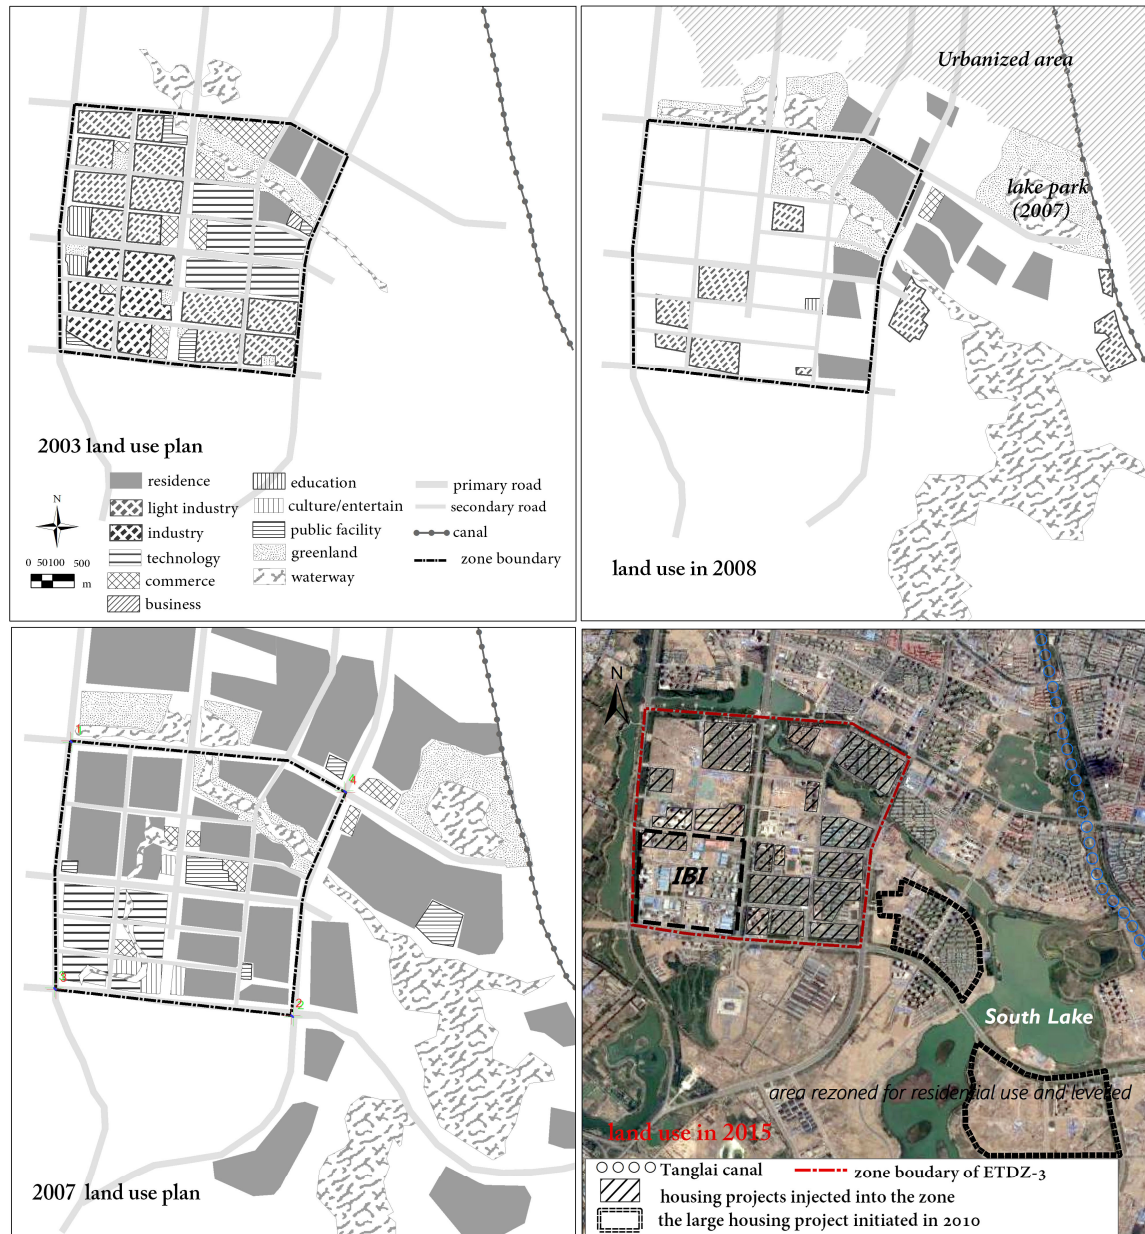 2003 land use plan
N
0 50100 500
m
residence
light industry
industry
technology
commerce
business
education
culture/entertain
public facility
greenland
waterway
primary road
secondary road
canal
zone boundary
Urbanized area
lake park
(2007)
land use in 2008
1
4
3
2
2007 land use plan
N
IBI
South Lake
area rezoned for residential use and levelled
land use in 2015
Tanglai canal
zone boudary of ETDZ-3
housing projects injected into the zone
the large housing project initiated in 2010